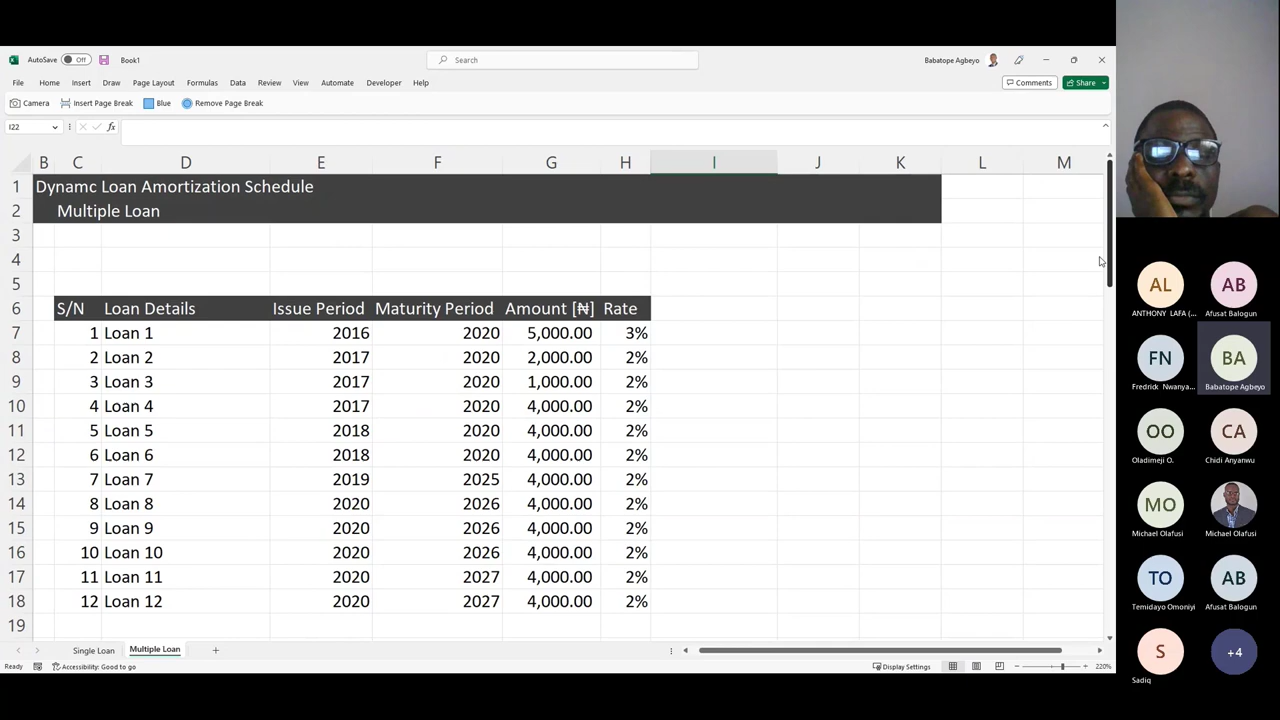 AutoSave Off Book1 Search Babatope Agbeyo
File Home Insert Draw Page Layout Formulas Data Review View Automate Developer Help Comments Share
Camera Insert Page Break Blue Remove Page Break
I22 fx
B C D E F G H I J K L M
1 Dynamc Loan Amortization Schedule
2 Multiple Loan
3
4
5
6 S/N Loan Details Issue Period Maturity Period Amount [₦] Rate
7 1 Loan 1 2016 2020 5,000.00 3%
8 2 Loan 2 2017 2020 2,000.00 2%
9 3 Loan 3 2017 2020 1,000.00 2%
10 4 Loan 4 2017 2020 4,000.00 2%
11 5 Loan 5 2018 2020 4,000.00 2%
12 6 Loan 6 2018 2020 4,000.00 2%
13 7 Loan 7 2019 2025 4,000.00 2%
14 8 Loan 8 2020 2026 4,000.00 2%
15 9 Loan 9 2020 2026 4,000.00 2%
16 10 Loan 10 2020 2026 4,000.00 2%
17 11 Loan 11 2020 2027 4,000.00 2%
18 12 Loan 12 2020 2027 4,000.00 2%
19
Single Loan Multiple Loan
Ready Accessibility: Good to go Display Settings 220%
AL AB
ANTHONY LAFA (... Afusat Balogun
FN BA
Fredrick Nwanya... Babatope Agbeyo
OO CA
Oladimeji O. Chidi Anyanwu
MO
Michael Olafusi Michael Olafusi
TO AB
Temidayo Omoniyi Afusat Balogun
S +4
Sadiq